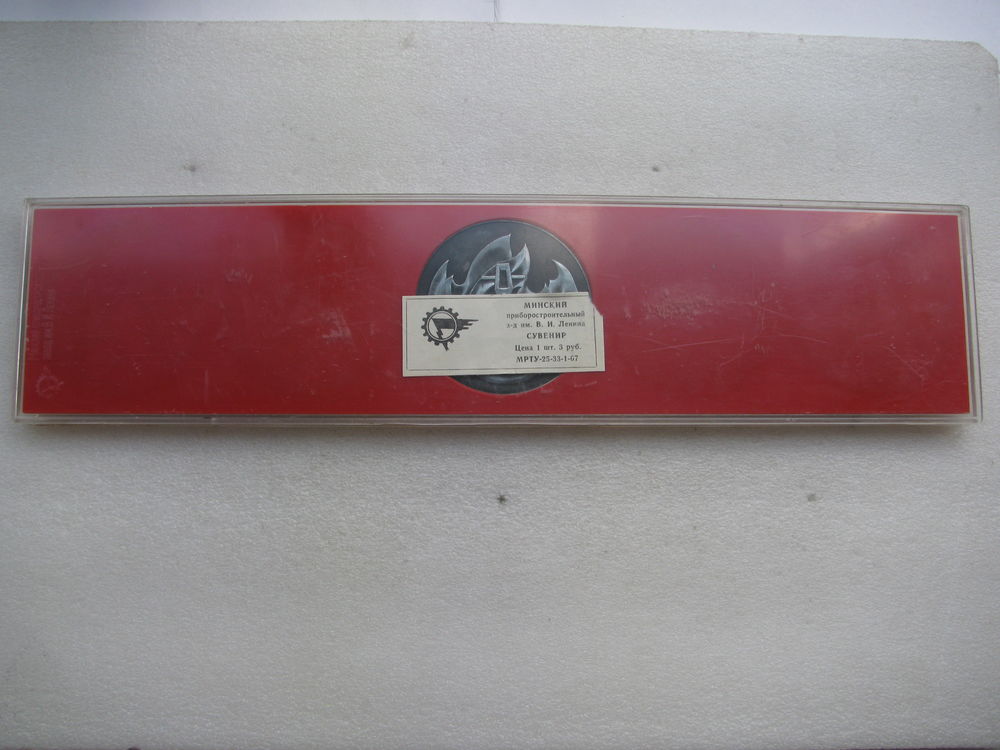 МИНСКИЙ
приборостроительный
з-д им. В. И. Ленина
СУВЕНИР
Цена 1 шт. 3 руб.
МРТУ-25-33-1-67